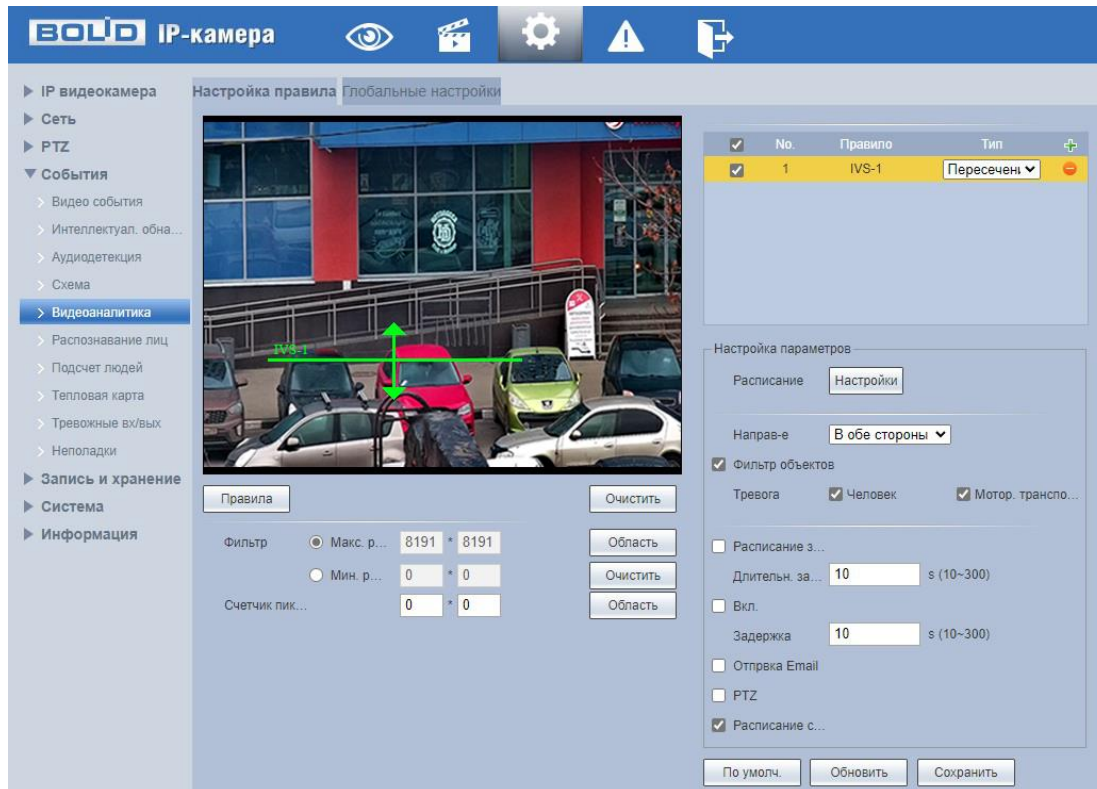 BOLID IP-камера
IP видеокамера
Сеть
PTZ
События
Видео события
Интеллектуал. обна...
Аудиодетекция
Схема
Видеоаналитика
Распознавание лиц
Подсчет людей
Тепловая карта
Тревожные вх/вых
Неполадки
Запись и хранение
Система
Информация
Настройка правила Глобальные настройки
IVS-1
Правила Очистить
Фильтр Макс. р... 8191 * 8191 Область
Мин. р... 0 * 0 Очистить
Счетчик пик... 0 * 0 Область
No. Правило Тип
1 IVS-1 Пересечень
Настройка параметров
Расписание Настройки
Направ-е В обе стороны
Фильтр объектов
Тревога Человек Мотор. транспо...
Расписание з...
Длительн. за... 10 s (10~300)
Вкл.
Задержка 10 s (10~300)
Отпрвка Email
PTZ
Расписание с...
По умолч. Обновить Сохранить